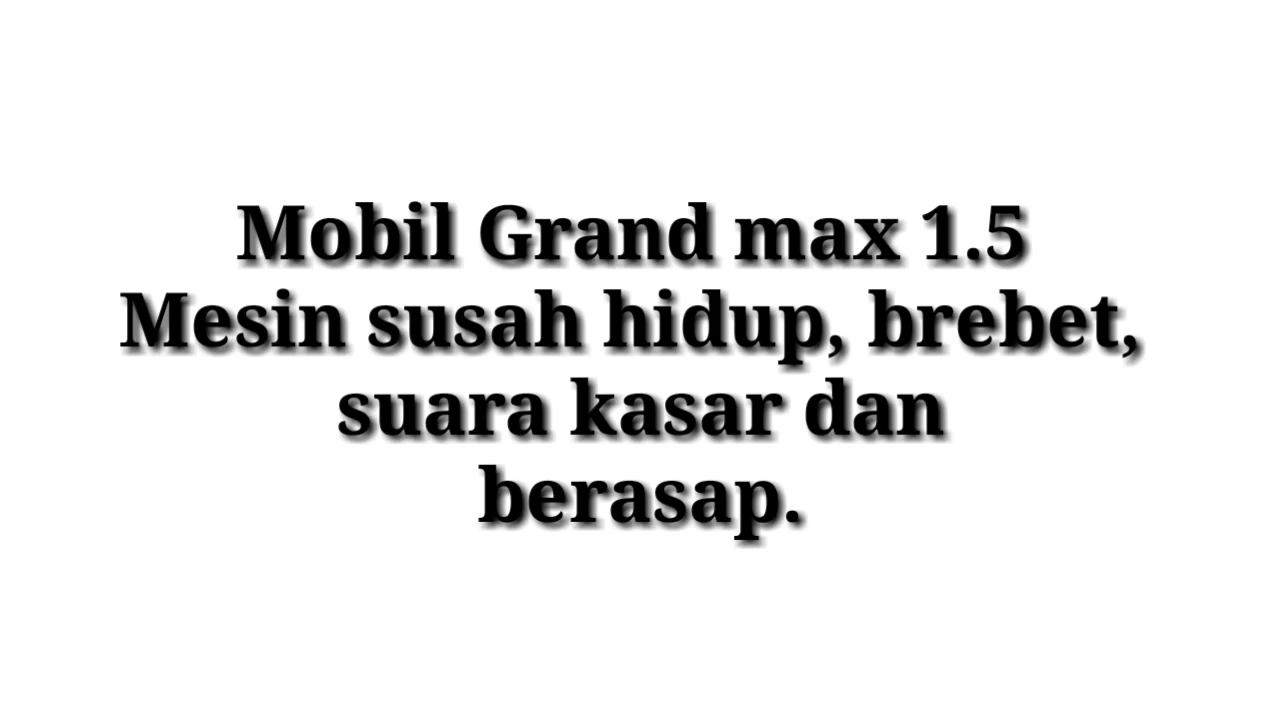 Mobil Grand max 1.5
Mesin susah hidup, brebet,
suara kasar dan
berasap.